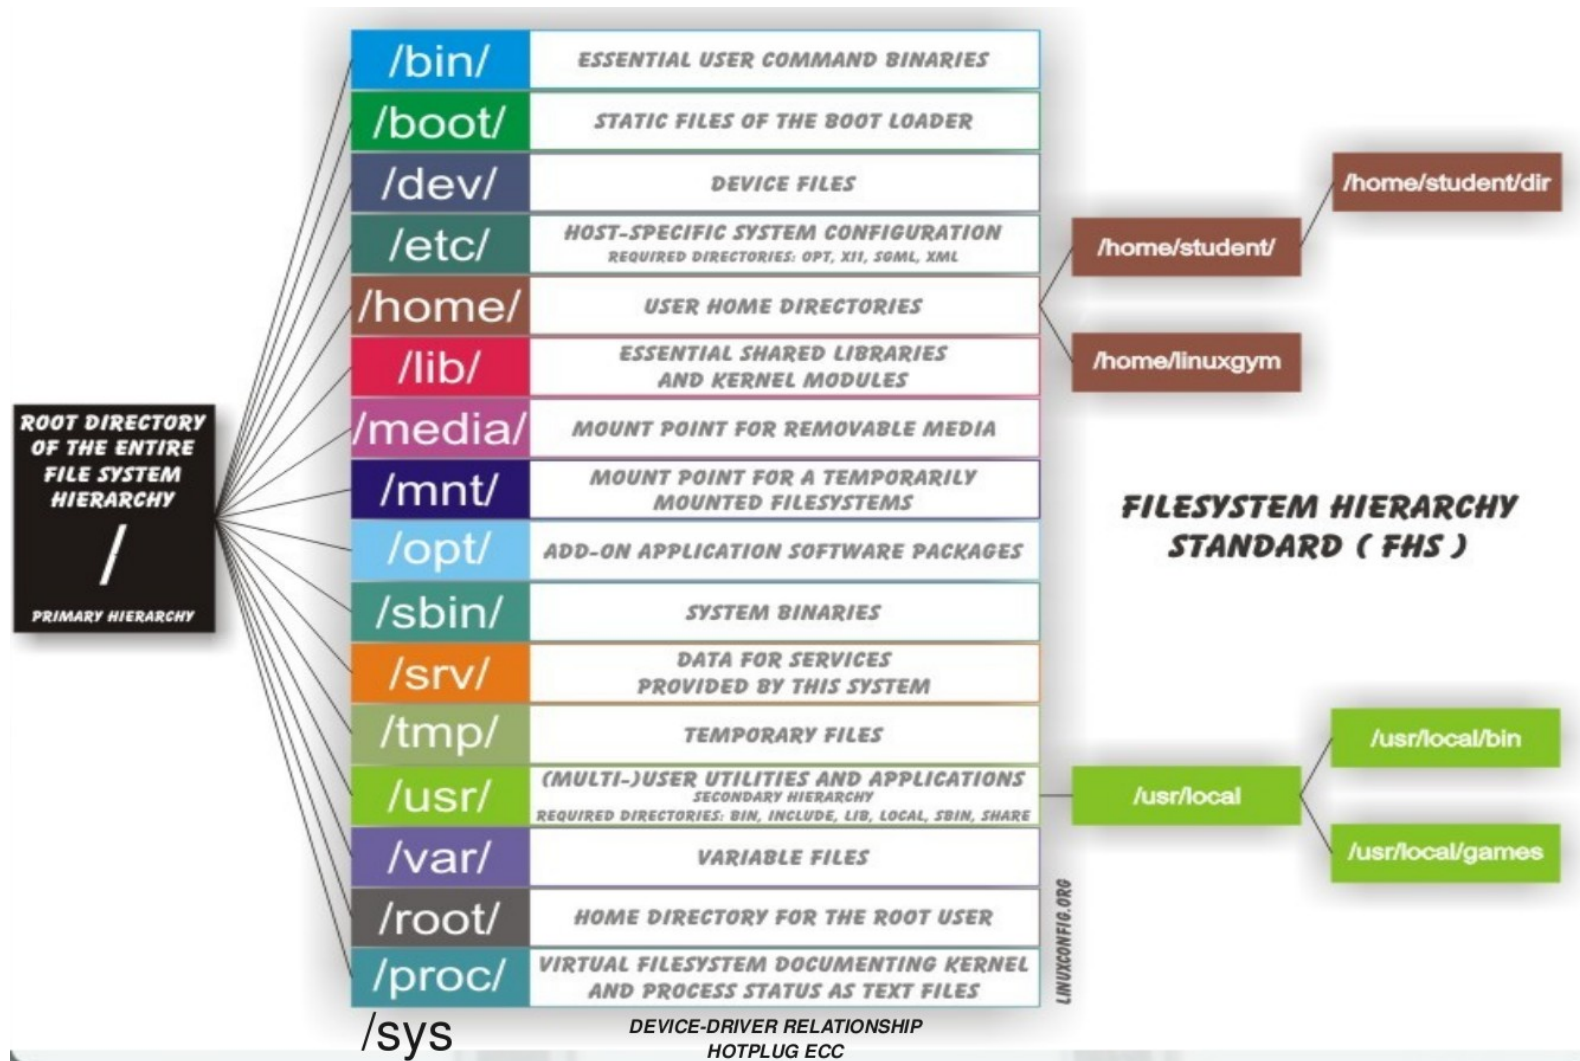 /bin/
ESSENTIAL USER COMMAND BINARIES
/boot/
STATIC FILES OF THE BOOT LOADER
/dev/
DEVICE FILES
/etc/
HOST-SPECIFIC SYSTEM CONFIGURATION
REQUIRED DIRECTORIES: OPT, XII, SGML, XML
/home/
USER HOME DIRECTORIES
/lib/
ESSENTIAL SHARED LIBRARIES
AND KERNEL MODULES
/media/
MOUNT POINT FOR REMOVABLE MEDIA
/mnt/
MOUNT POINT FOR A TEMPORARILY
MOUNTED FILESYSTEMS
/opt/
ADD-ON APPLICATION SOFTWARE PACKAGES
/sbin/
SYSTEM BINARIES
/srv/
DATA FOR SERVICES
PROVIDED BY THIS SYSTEM
/tmp/
TEMPORARY FILES
/usr/
(MULTI-)USER UTILITIES AND APPLICATIONS
SECONDARY HIERARCHY
REQUIRED DIRECTORIES: BIN, INCLUDE, LIB, LOCAL, SBIN, SHARE
/var/
VARIABLE FILES
/root/
HOME DIRECTORY FOR THE ROOT USER
/proc/
VIRTUAL FILESYSTEM DOCUMENTING KERNEL
AND PROCESS STATUS AS TEXT FILES
/sys
DEVICE-DRIVER RELATIONSHIP
HOTPLUG ECC
ROOT DIRECTORY
OF THE ENTIRE
FILE SYSTEM
HIERARCHY
/
PRIMARY HIERARCHY
/home/student/
/home/student/dir
/home/linuxgym
FILESYSTEM HIERARCHY
STANDARD ( FHS )
/usr/local
/usr/local/bin
/usr/local/games
LINUXCONFIG.ORG